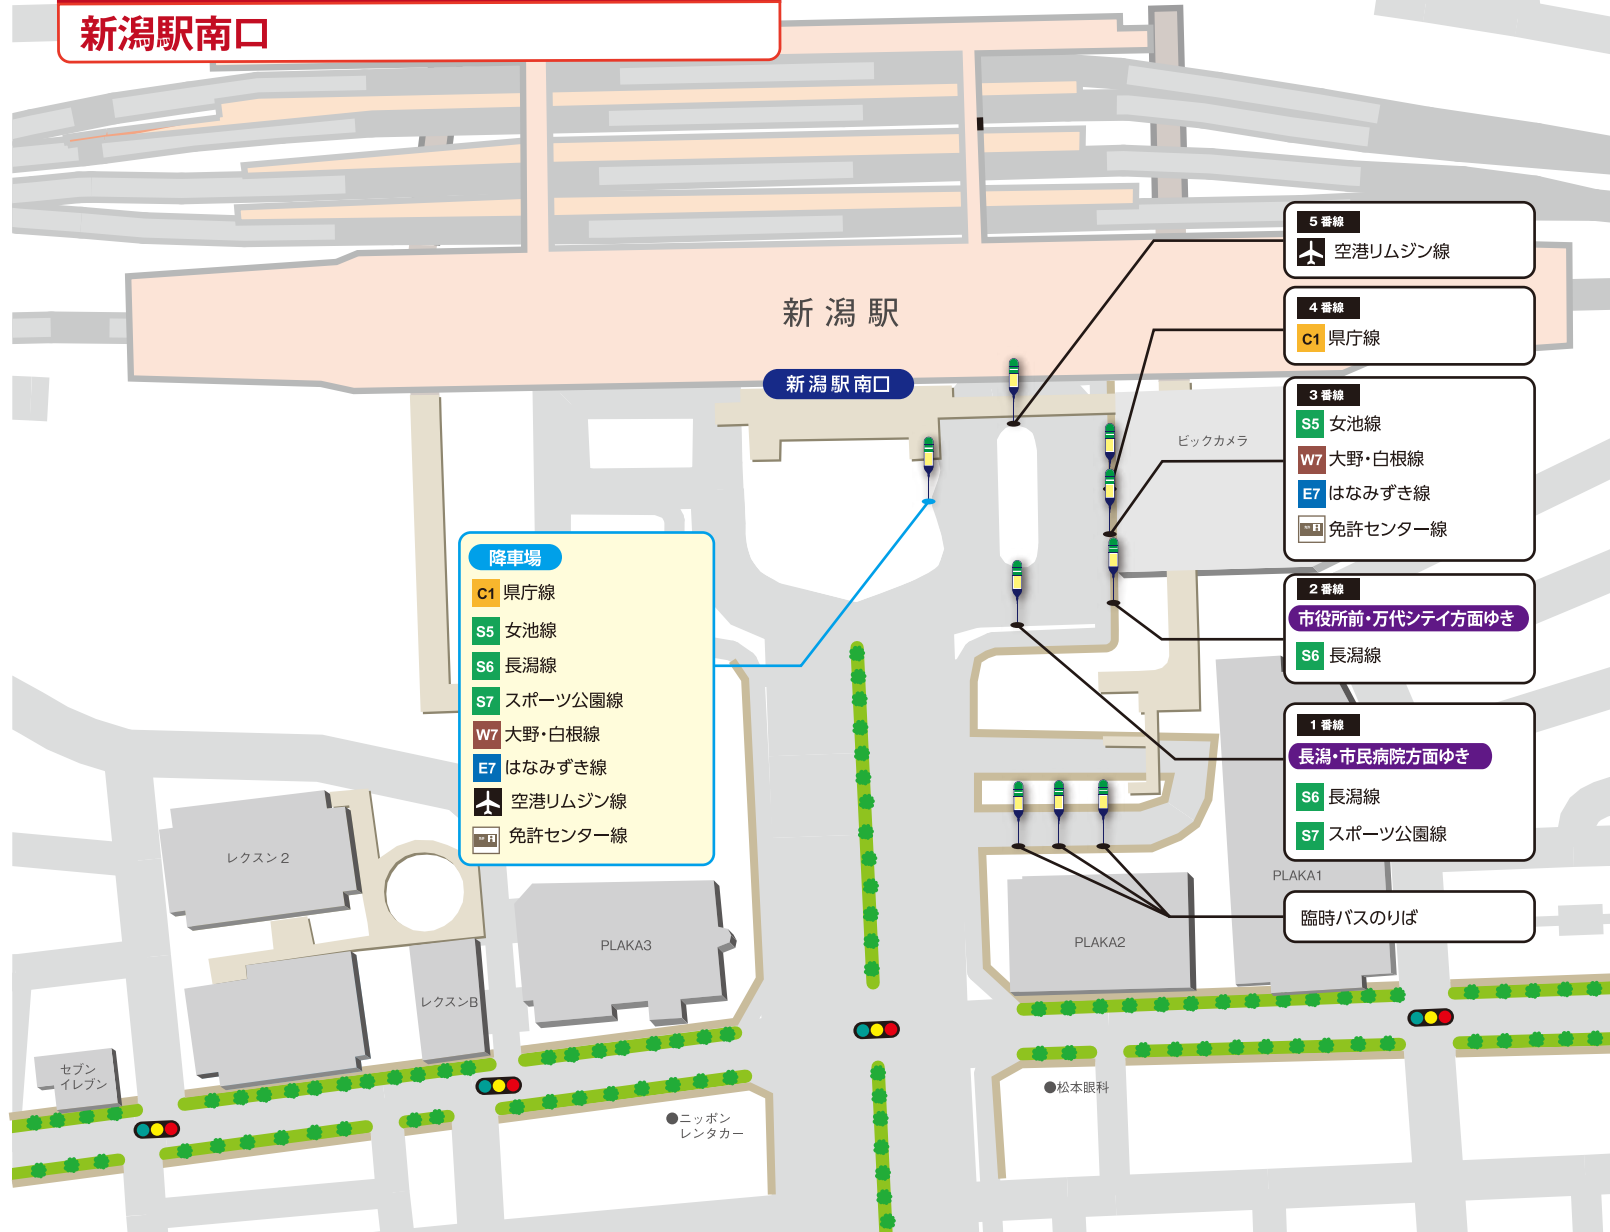 新潟駅南口
新潟駅
新潟駅南口
5番線
空港リムジン線
4番線
C1 県庁線
3番線
S5 女池線
W7 大野・白根線
E7 はなみずき線
免許センター線
2番線
市役所前・万代シテイ方面ゆき
S6 長潟線
1番線
長潟・市民病院方面ゆき
S6 長潟線
S7 スポーツ公園線
臨時バスのりば
ビックカメラ
降車場
C1 県庁線
S5 女池線
S6 長潟線
S7 スポーツ公園線
W7 大野・白根線
E7 はなみずき線
空港リムジン線
免許センター線
レクスン2
PLAKA3
PLAKA2
PLAKA1
レクスンB
セブン
イレブン
●ニッポン
レンタカー
●松本眼科